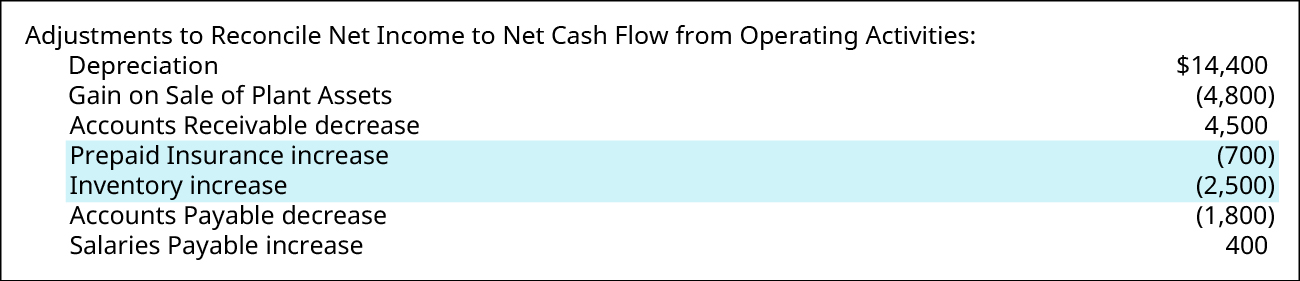 Adjustments to Reconcile Net Income to Net Cash Flow from Operating Activities:
Depreciation $14,400
Gain on Sale of Plant Assets (4,800)
Accounts Receivable decrease 4,500
Prepaid Insurance increase (700)
Inventory increase (2,500)
Accounts Payable decrease (1,800)
Salaries Payable increase 400